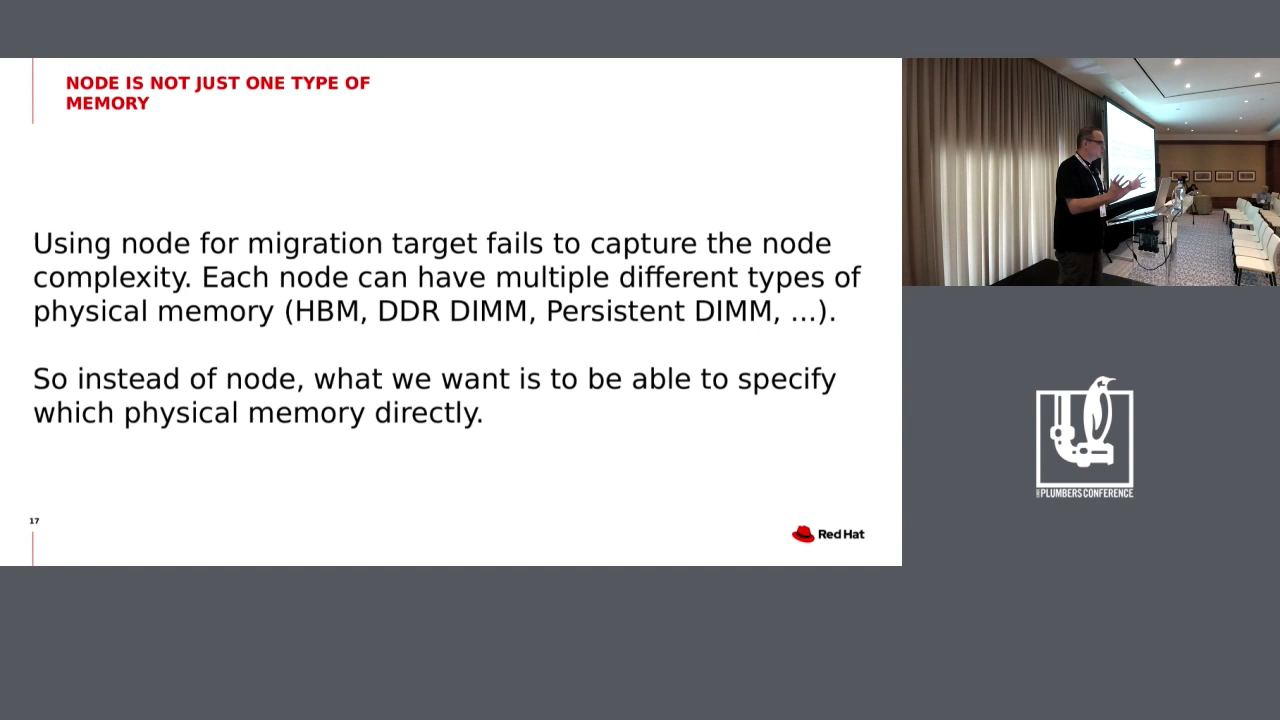 NODE IS NOT JUST ONE TYPE OF
MEMORY
Using node for migration target fails to capture the node
complexity. Each node can have multiple different types of
physical memory (HBM, DDR DIMM, Persistent DIMM, ...).
So instead of node, what we want is to be able to specify
which physical memory directly.
17
Red Hat
PLUMBERS CONFERENCE